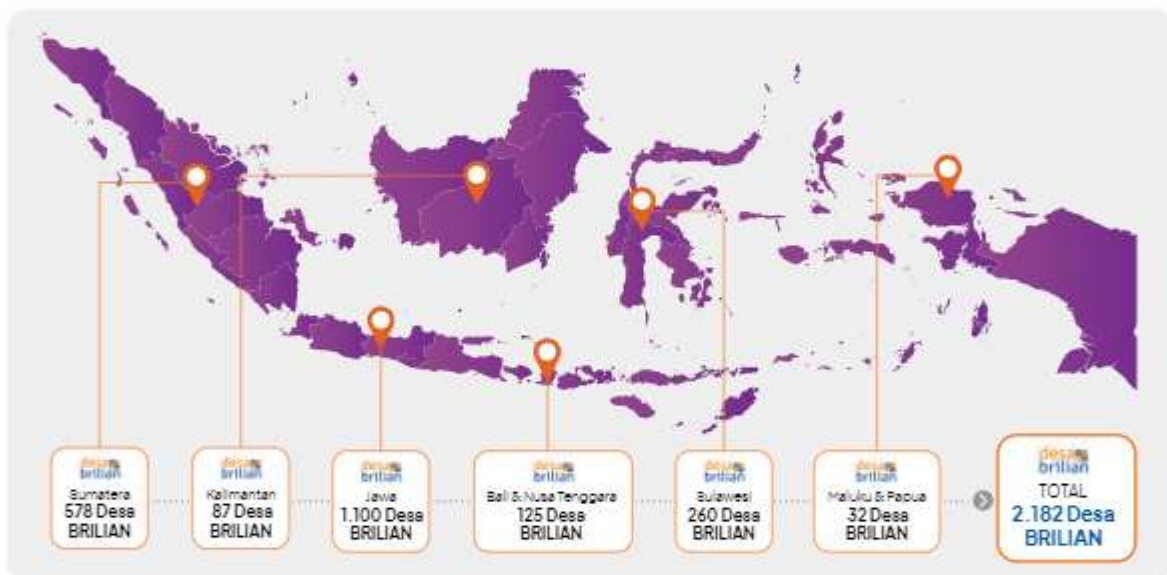 desa
brilian
Sumatera
578 Desa
BRILIAN
desa
brilian
Kalimantan
87 Desa
BRILIAN
desa
brilian
Jawa
1.100 Desa
BRILIAN
desa
brilian
Bali & Nusa Tenggara
125 Desa
BRILIAN
desa
brilian
Sulawesi
260 Desa
BRILIAN
desa
brilian
Maluku & Papua
32 Desa
BRILIAN
desa
brilian
TOTAL
2.182 Desa
BRILIAN